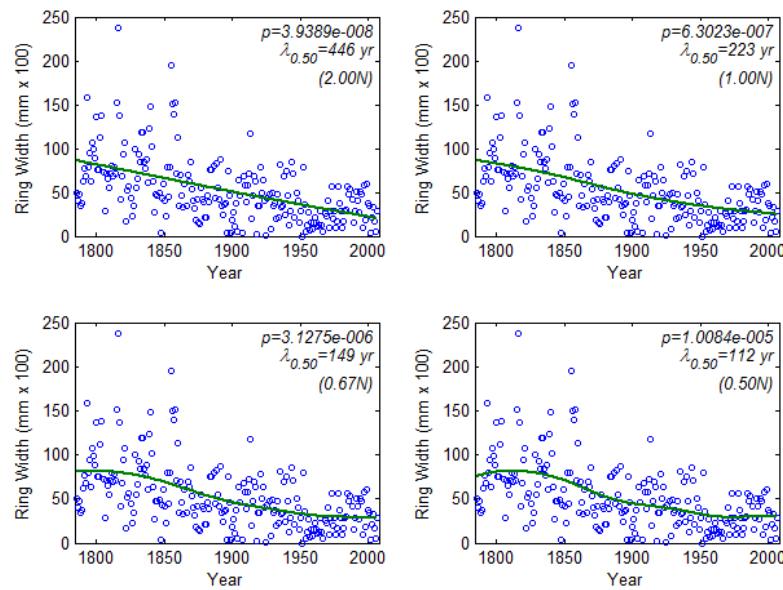 250
200
150
100
50
0
Ring Width (mm x 100)
p=3.9389e-008
λ0.50=446 yr
(2.00N)
1800 1850 1900 1950 2000
Year
250
200
150
100
50
0
Ring Width (mm x 100)
p=6.3023e-007
λ0.50=223 yr
(1.00N)
1800 1850 1900 1950 2000
Year
250
200
150
100
50
0
Ring Width (mm x 100)
p=3.1275e-006
λ0.50=149 yr
(0.67N)
1800 1850 1900 1950 2000
Year
250
200
150
100
50
0
Ring Width (mm x 100)
p=1.0084e-005
λ0.50=112 yr
(0.50N)
1800 1850 1900 1950 2000
Year